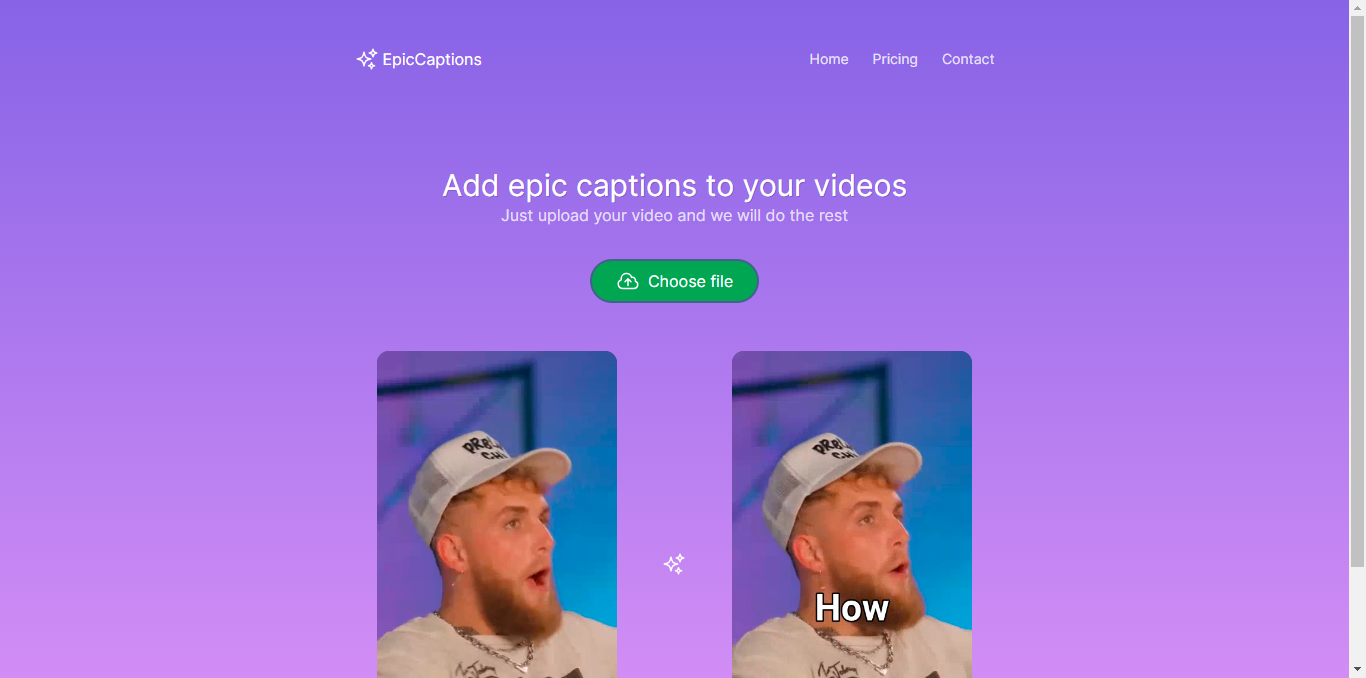 EpicCaptions
Home Pricing Contact
Add epic captions to your videos
Just upload your video and we will do the rest
Choose file
How